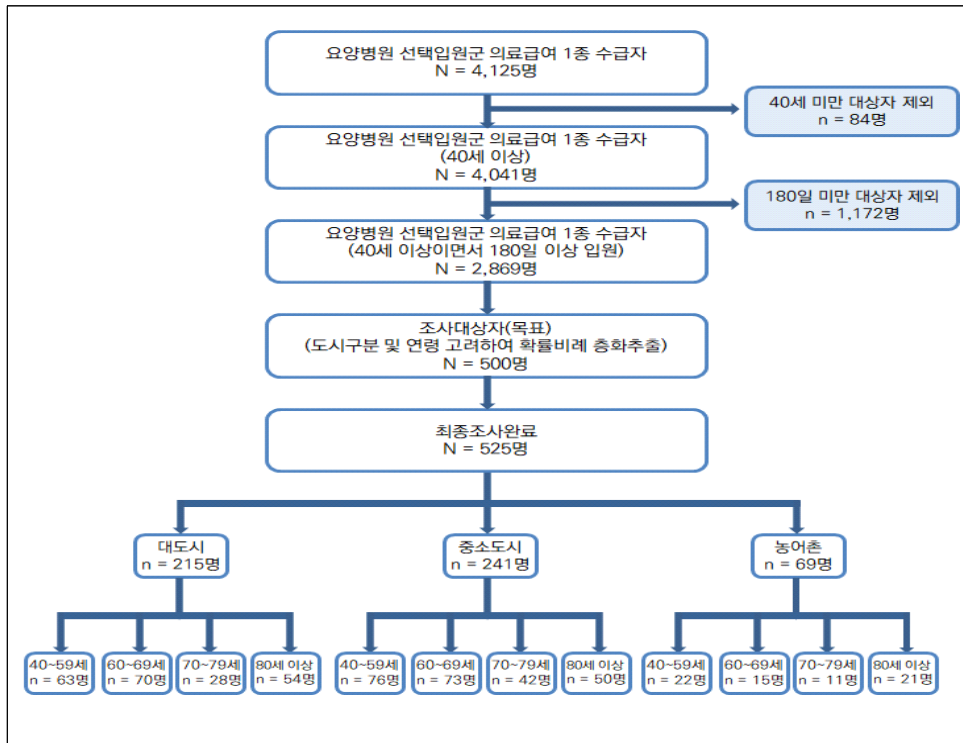 요양병원 선택입원군 의료급여 1종 수급자
N = 4,125명
40세 미만 대상자 제외
n = 84명
요양병원 선택입원군 의료급여 1종 수급자
(40세 이상)
N = 4,041명
180일 미만 대상자 제외
n = 1,172명
요양병원 선택입원군 의료급여 1종 수급자
(40세 이상이면서 180일 이상 입원)
N = 2,869명
조사대상자(목표)
(도시구분 및 연령 고려하여 확률비례 층화추출)
N = 500명
최종조사완료
N = 525명
대도시
n = 215명
중소도시
n = 241명
농어촌
n = 69명
40~59세
n = 63명
60~69세
n = 70명
70~79세
n = 28명
80세 이상
n = 54명
40~59세
n = 76명
60~69세
n = 73명
70~79세
n = 42명
80세 이상
n = 50명
40~59세
n = 22명
60~69세
n = 15명
70~79세
n = 11명
80세 이상
n = 21명